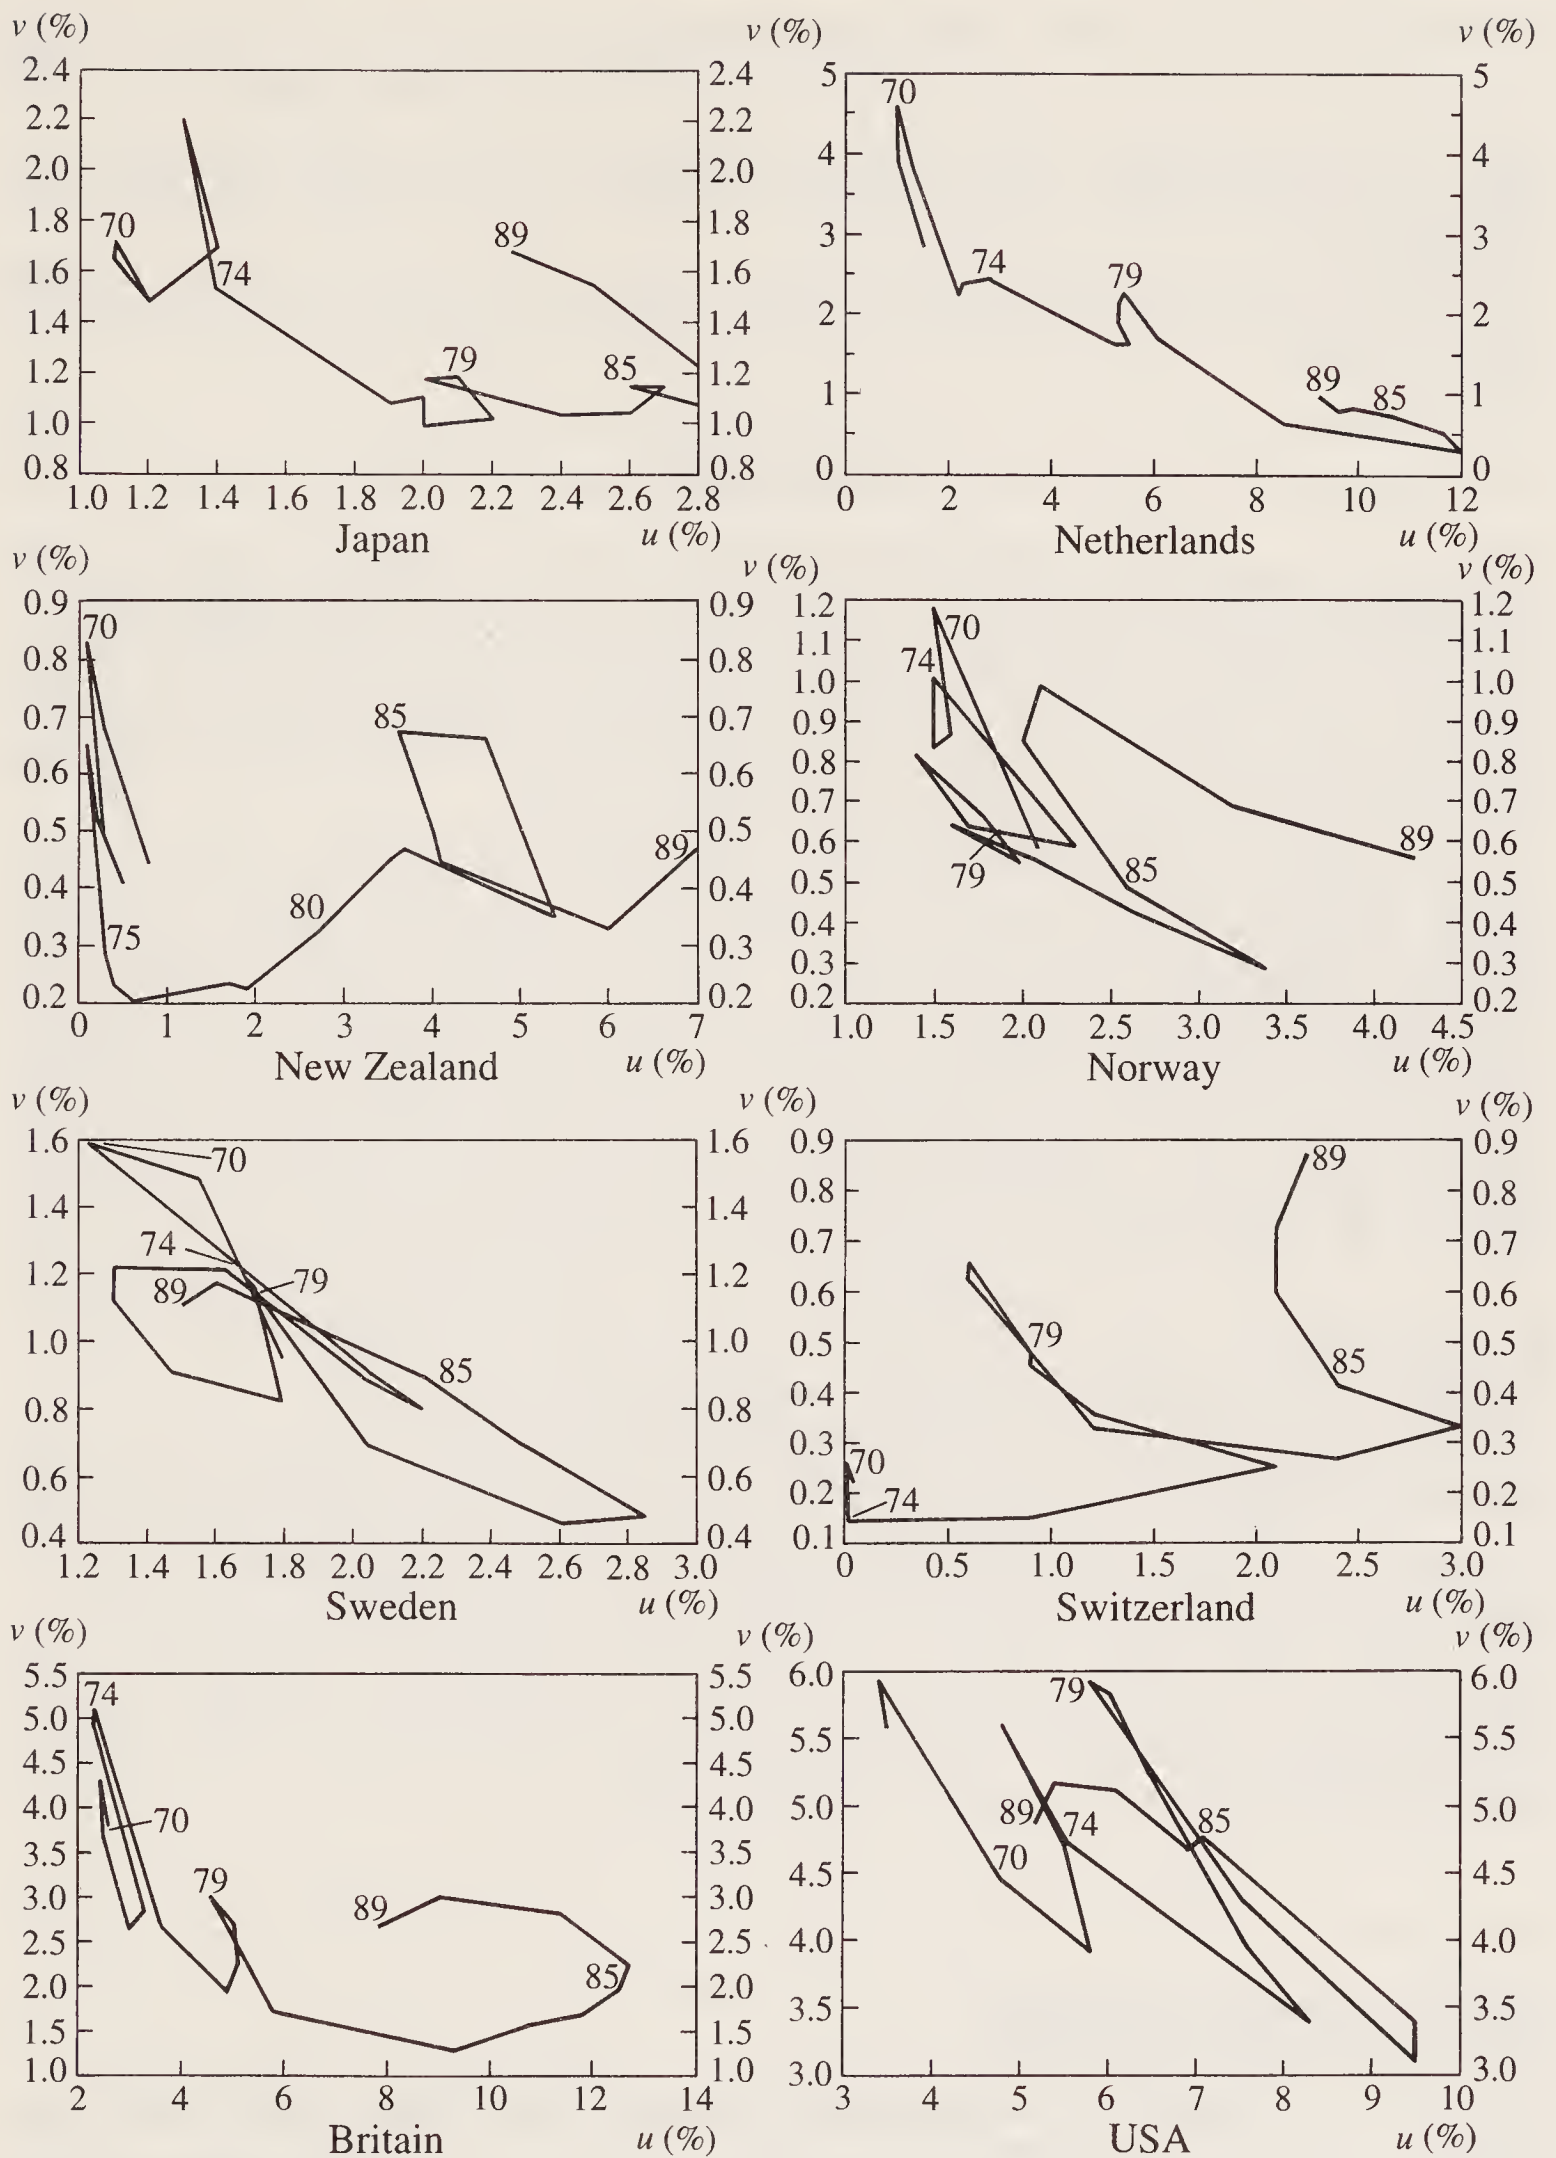 v (%) v (%) v (%)
2.4 2.4 5 5
70
2.2 2.2
4 4
2.0 2.0
70 1.8 1.8
89 3 3
1.6 74 1.6 74 79
1.4 1.4 2 2
79 85
1.2 1.2 89 85
1 1
1.0 1.0
0.8 0.8 0 0
1.0 1.2 1.4 1.6 1.8 2.0 2.2 2.4 2.6 2.8 0 2 4 6 8 10 12
Japan u (%) Netherlands u (%)
v (%) v (%) v (%)
0.9 0.9 1.2 1.2
70 70
1.1 1.1
0.8 0.8 74
1.0 1.0
0.7 85 0.7 0.9 0.9
0.6 0.6 0.8 0.8
0.7 0.7
0.5 0.5
89 0.6 89 0.6
0.4 80 0.4 0.5 79 85 0.5
0.4 0.4
0.3 75 0.3
0.3 0.3
0.2 0.2 0.2 0.2
0 1 2 3 4 5 6 7 1.0 1.5 2.0 2.5 3.0 3.5 4.0 4.5
New Zealand u (%) Norway u (%)
v (%) v (%) v (%)
1.6 1.6 0.9 0.9
70 89
0.8 0.8
1.4 1.4
74 0.7 0.7
1.2 79 1.2 0.6 0.6
89
0.5 79 0.5
1.0 1.0 85
85 0.4 0.4
0.8 0.8
0.3 0.3
0.6 0.6 70
0.2 74 0.2
0.4 0.4 0.1 0.1
1.2 1.4 1.6 1.8 2.0 2.2 2.4 2.6 2.8 3.0 0 0.5 1.0 1.5 2.0 2.5 3.0
Sweden u (%) Switzerland u (%)
v (%) v (%) v (%)
5.5 5.5 6.0 6.0
74 79
5.0 5.0
5.5 5.5
4.5 4.5
4.0 70 4.0 5.0 89 74 85 5.0
3.5 3.5
70 4.5 4.5
3.0 79 89 3.0
2.5 2.5 4.0 4.0
2.0 85 2.0
3.5 3.5
1.5 1.5
1.0 1.0 3.0 3.0
2 4 6 8 10 12 14 3 4 5 6 7 8 9 10
Britain u (%) USA u (%)